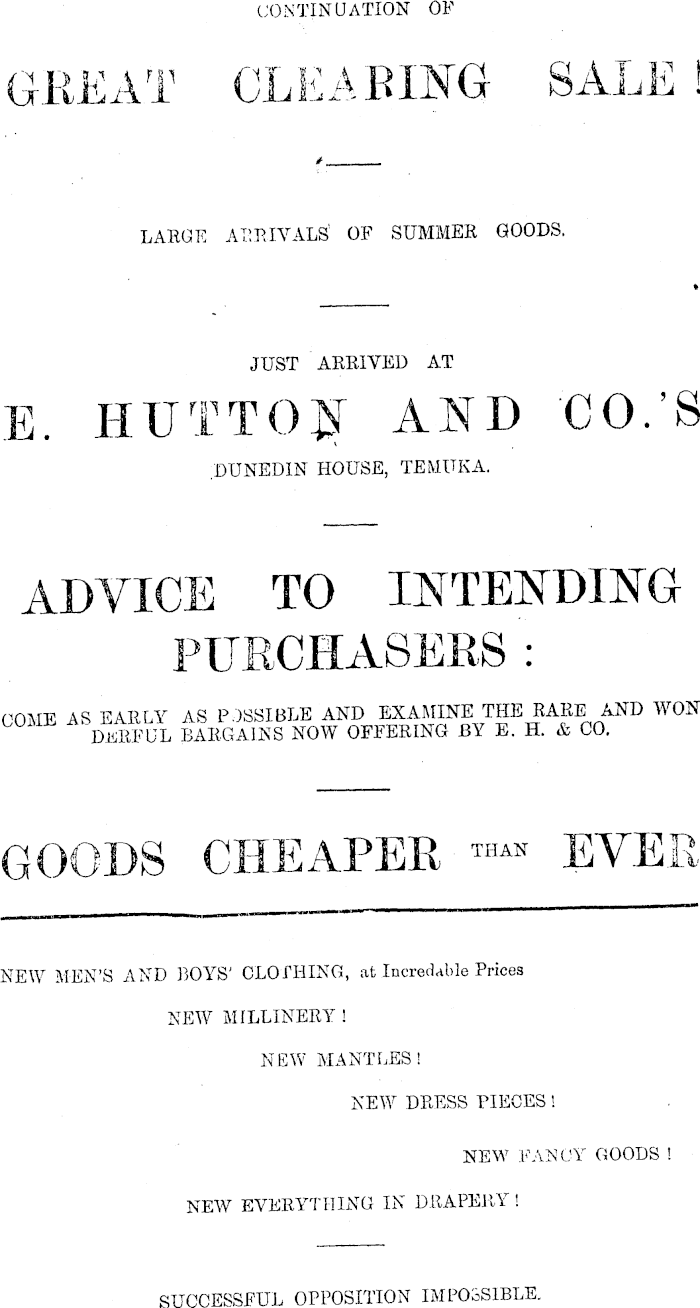 CONTINUATION OF
GREAT CLEARING SALE!
LARGE ARRIVALS OF SUMMER GOODS.
JUST ARRIVED AT
E. HUTTON AND CO.'S
DUNEDIN HOUSE, TEMUKA.
ADVICE TO INTENDING
PURCHASERS:
COME AS EARLY AS POSSIBLE AND EXAMINE THE RARE AND WON
DERFUL BARGAINS NOW OFFERING BY E. H. & CO.
GOODS CHEAPER THAN EVER
NEW MEN'S AND BOYS' CLOTHING, at Incredable Prices
NEW MILLINERY!
NEW MANTLES!
NEW DRESS PIECES!
NEW FANCY GOODS!
NEW EVERYTHING IN DRAPERY!
SUCCESSFUL OPPOSITION IMPOSSIBLE.